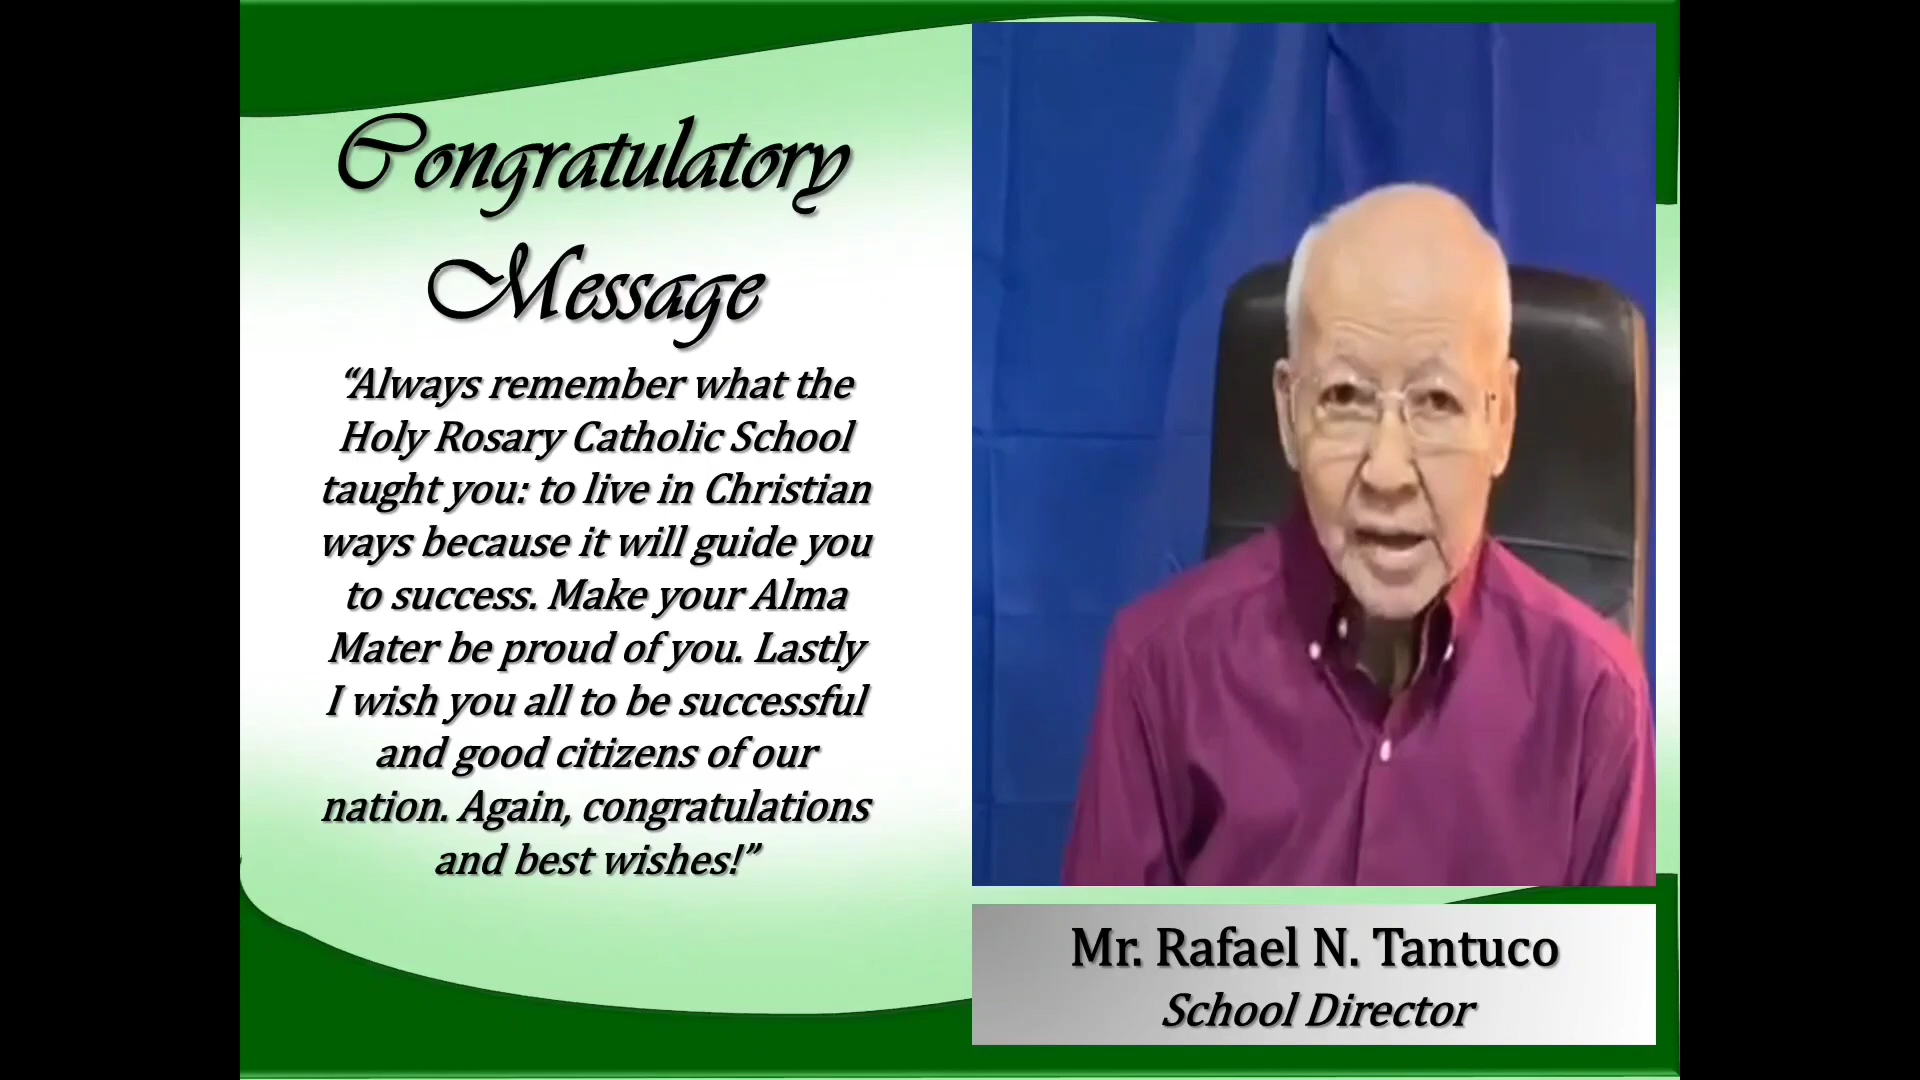 Congratulatory
Message
“Always remember what the
Holy Rosary Catholic School
taught you: to live in Christian
ways because it will guide you
to success. Make your Alma
Mater be proud of you. Lastly
I wish you all to be successful
and good citizens of our
nation. Again, congratulations
and best wishes!”
Mr. Rafael N. Tantuco
School Director